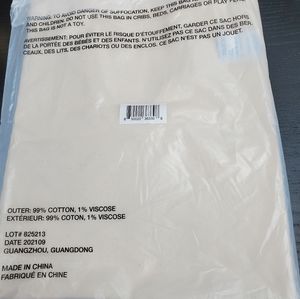 WARNING: TO AVOID DANGER OF SUFFOCATION, KEEP THIS BAG
AND CHILDREN DO NOT USE THIS BAG IN CRIBS, BEDS, CARRIAGES OR PLAY PENS
THIS BAG IS NOT A TOY.
AVERTISSEMENT: POUR ÉVITER LE RISQUE D'ÉTOUFFEMENT, GARDER CE SAC HORS
DE LA PORTÉE DES BÉBÉS ET DES ENFANTS. N'UTILISEZ PAS CE SAC DANS DES BER
CEAUX, DES LITS, DES CHARIOTS OU DES ENCLOS. CE SAC N'EST PAS UN JOUET.
OUTER: 99% COTTON, 1% VISCOSE
EXTÉRIEUR: 99% COTON, 1% VISCOSE
LOT# 825213
DATE 202109
GUANGZHOU, GUANGDONG
MADE IN CHINA
FABRIQUÉ EN CHINE